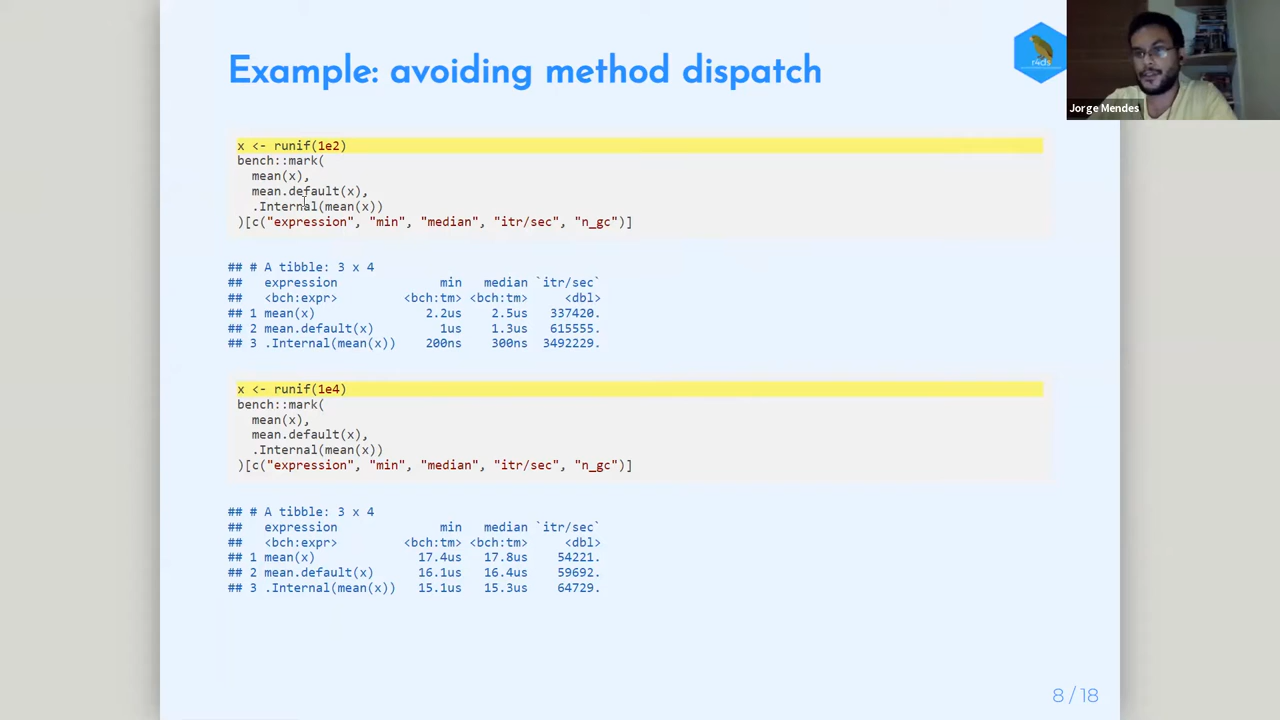 Example: avoiding method dispatch
r4ds
Jorge Mendes
x <- runif(1e2)
bench::mark(
  mean(x),
  mean.default(x),
  .Internal(mean(x))
)[c("expression", "min", "median", "itr/sec", "n_gc")]
## # A tibble: 3 x 4
##   expression              min   median `itr/sec`
##   <bch:expr>         <bch:tm> <bch:tm>     <dbl>
## 1 mean(x)               2.2us    2.5us   337420.
## 2 mean.default(x)         1us    1.3us   615555.
## 3 .Internal(mean(x))    200ns    300ns  3492229.
x <- runif(1e4)
bench::mark(
  mean(x),
  mean.default(x),
  .Internal(mean(x))
)[c("expression", "min", "median", "itr/sec", "n_gc")]
## # A tibble: 3 x 4
##   expression              min   median `itr/sec`
##   <bch:expr>         <bch:tm> <bch:tm>     <dbl>
## 1 mean(x)              17.4us   17.8us    54221.
## 2 mean.default(x)      16.1us   16.4us    59692.
## 3 .Internal(mean(x))   15.1us   15.3us    64729.
8 / 18